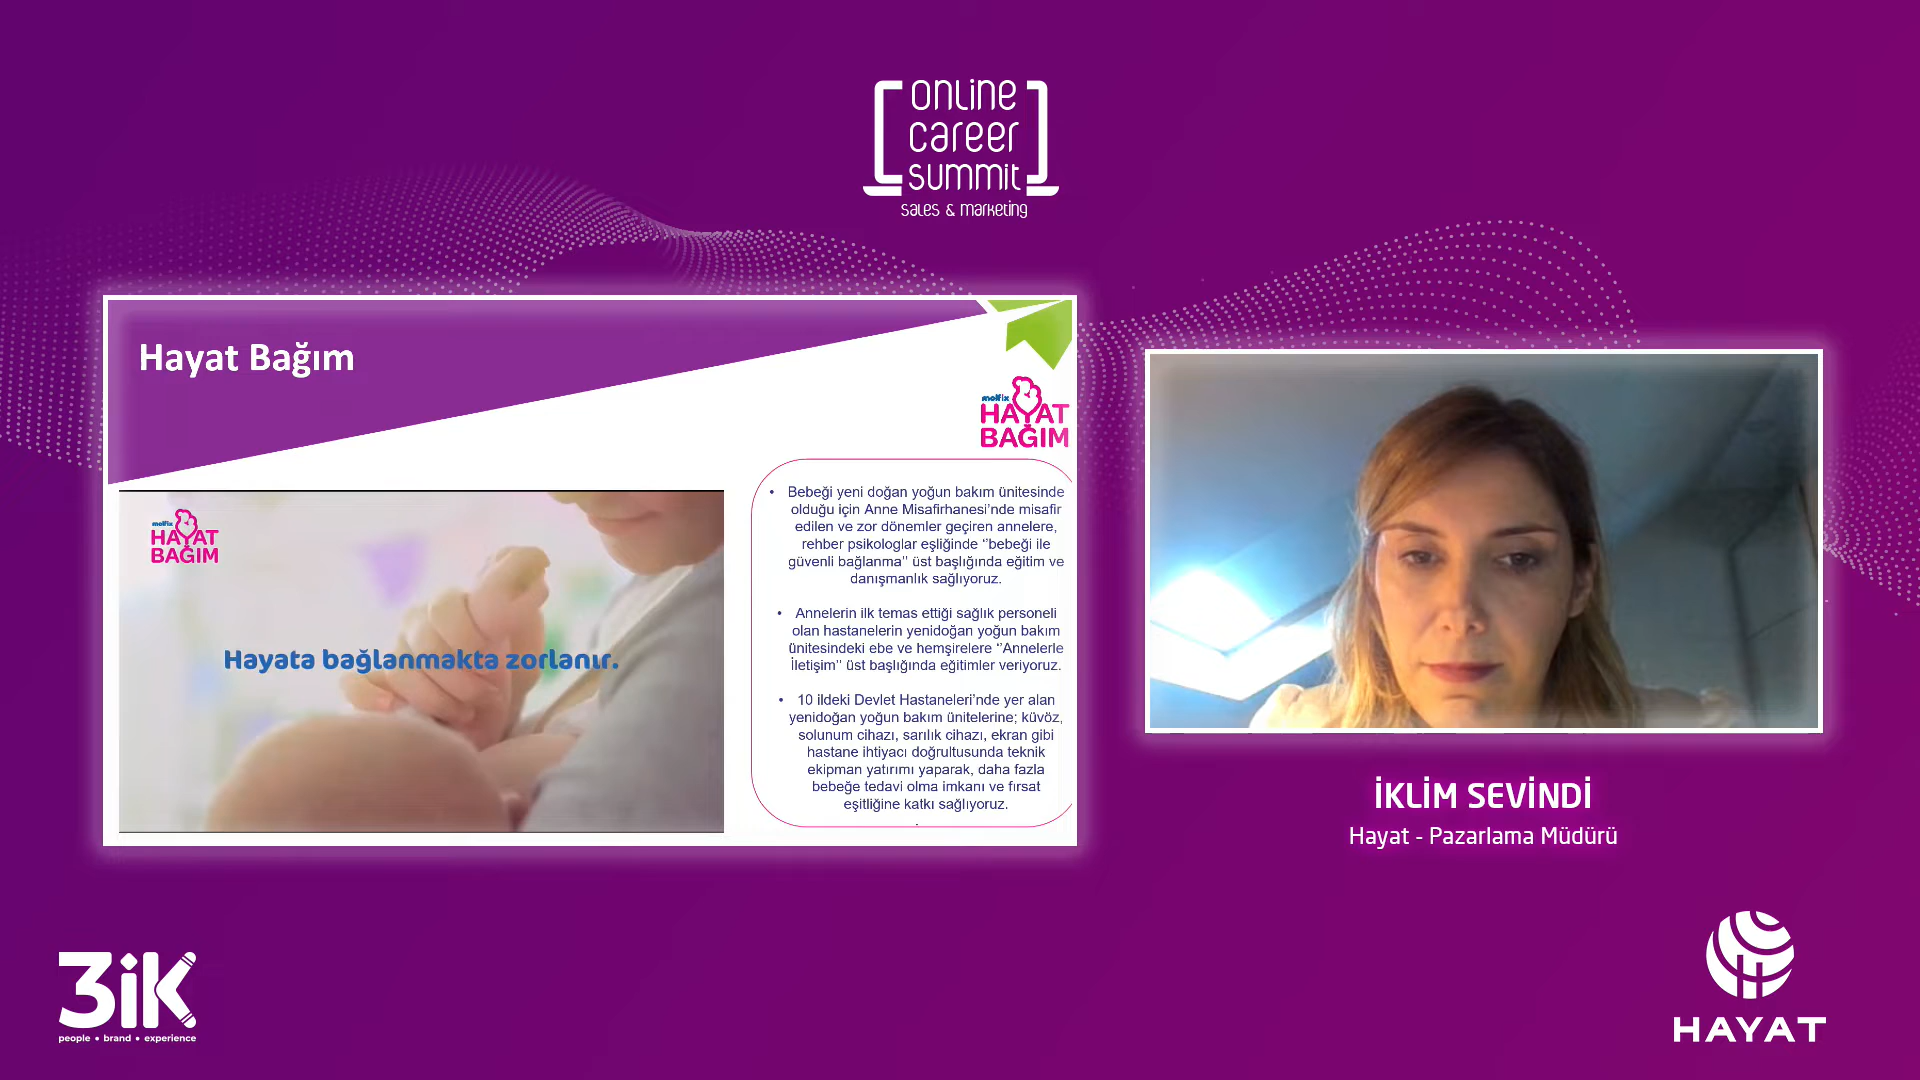 online
career
summit
sales & marketing
Hayat Bağım
molfix
HAYAT
BAĞIM
molfix
HAYAT
BAĞIM
Hayata bağlanmakta zorlanır.
• Bebeği yeni doğan yoğun bakım ünitesinde
olduğu için Anne Misafirhanesi’nde misafir
edilen ve zor dönemler geçiren annelere,
rehber psikologlar eşliğinde ‘’bebeği ile
güvenli bağlanma’’ üst başlığında eğitim ve
danışmanlık sağlıyoruz.
• Annelerin ilk temas ettiği sağlık personeli
olan hastanelerin yenidoğan yoğun bakım
ünitesindeki ebe ve hemşirelere ‘’Annelerle
İletişim’’ üst başlığında eğitimler veriyoruz.
• 10 ildeki Devlet Hastaneleri’nde yer alan
yenidoğan yoğun bakım ünitelerine; küvöz,
solunum cihazı, sarılık cihazı, ekran gibi
hastane ihtiyacı doğrultusunda teknik
ekipman yatırımı yaparak, daha fazla
bebeğe tedavi olma imkanı ve fırsat
eşitliğine katkı sağlıyoruz.
.
İKLİM SEVİNDİ
Hayat - Pazarlama Müdürü
3iK
people • brand • experience
HAYAT